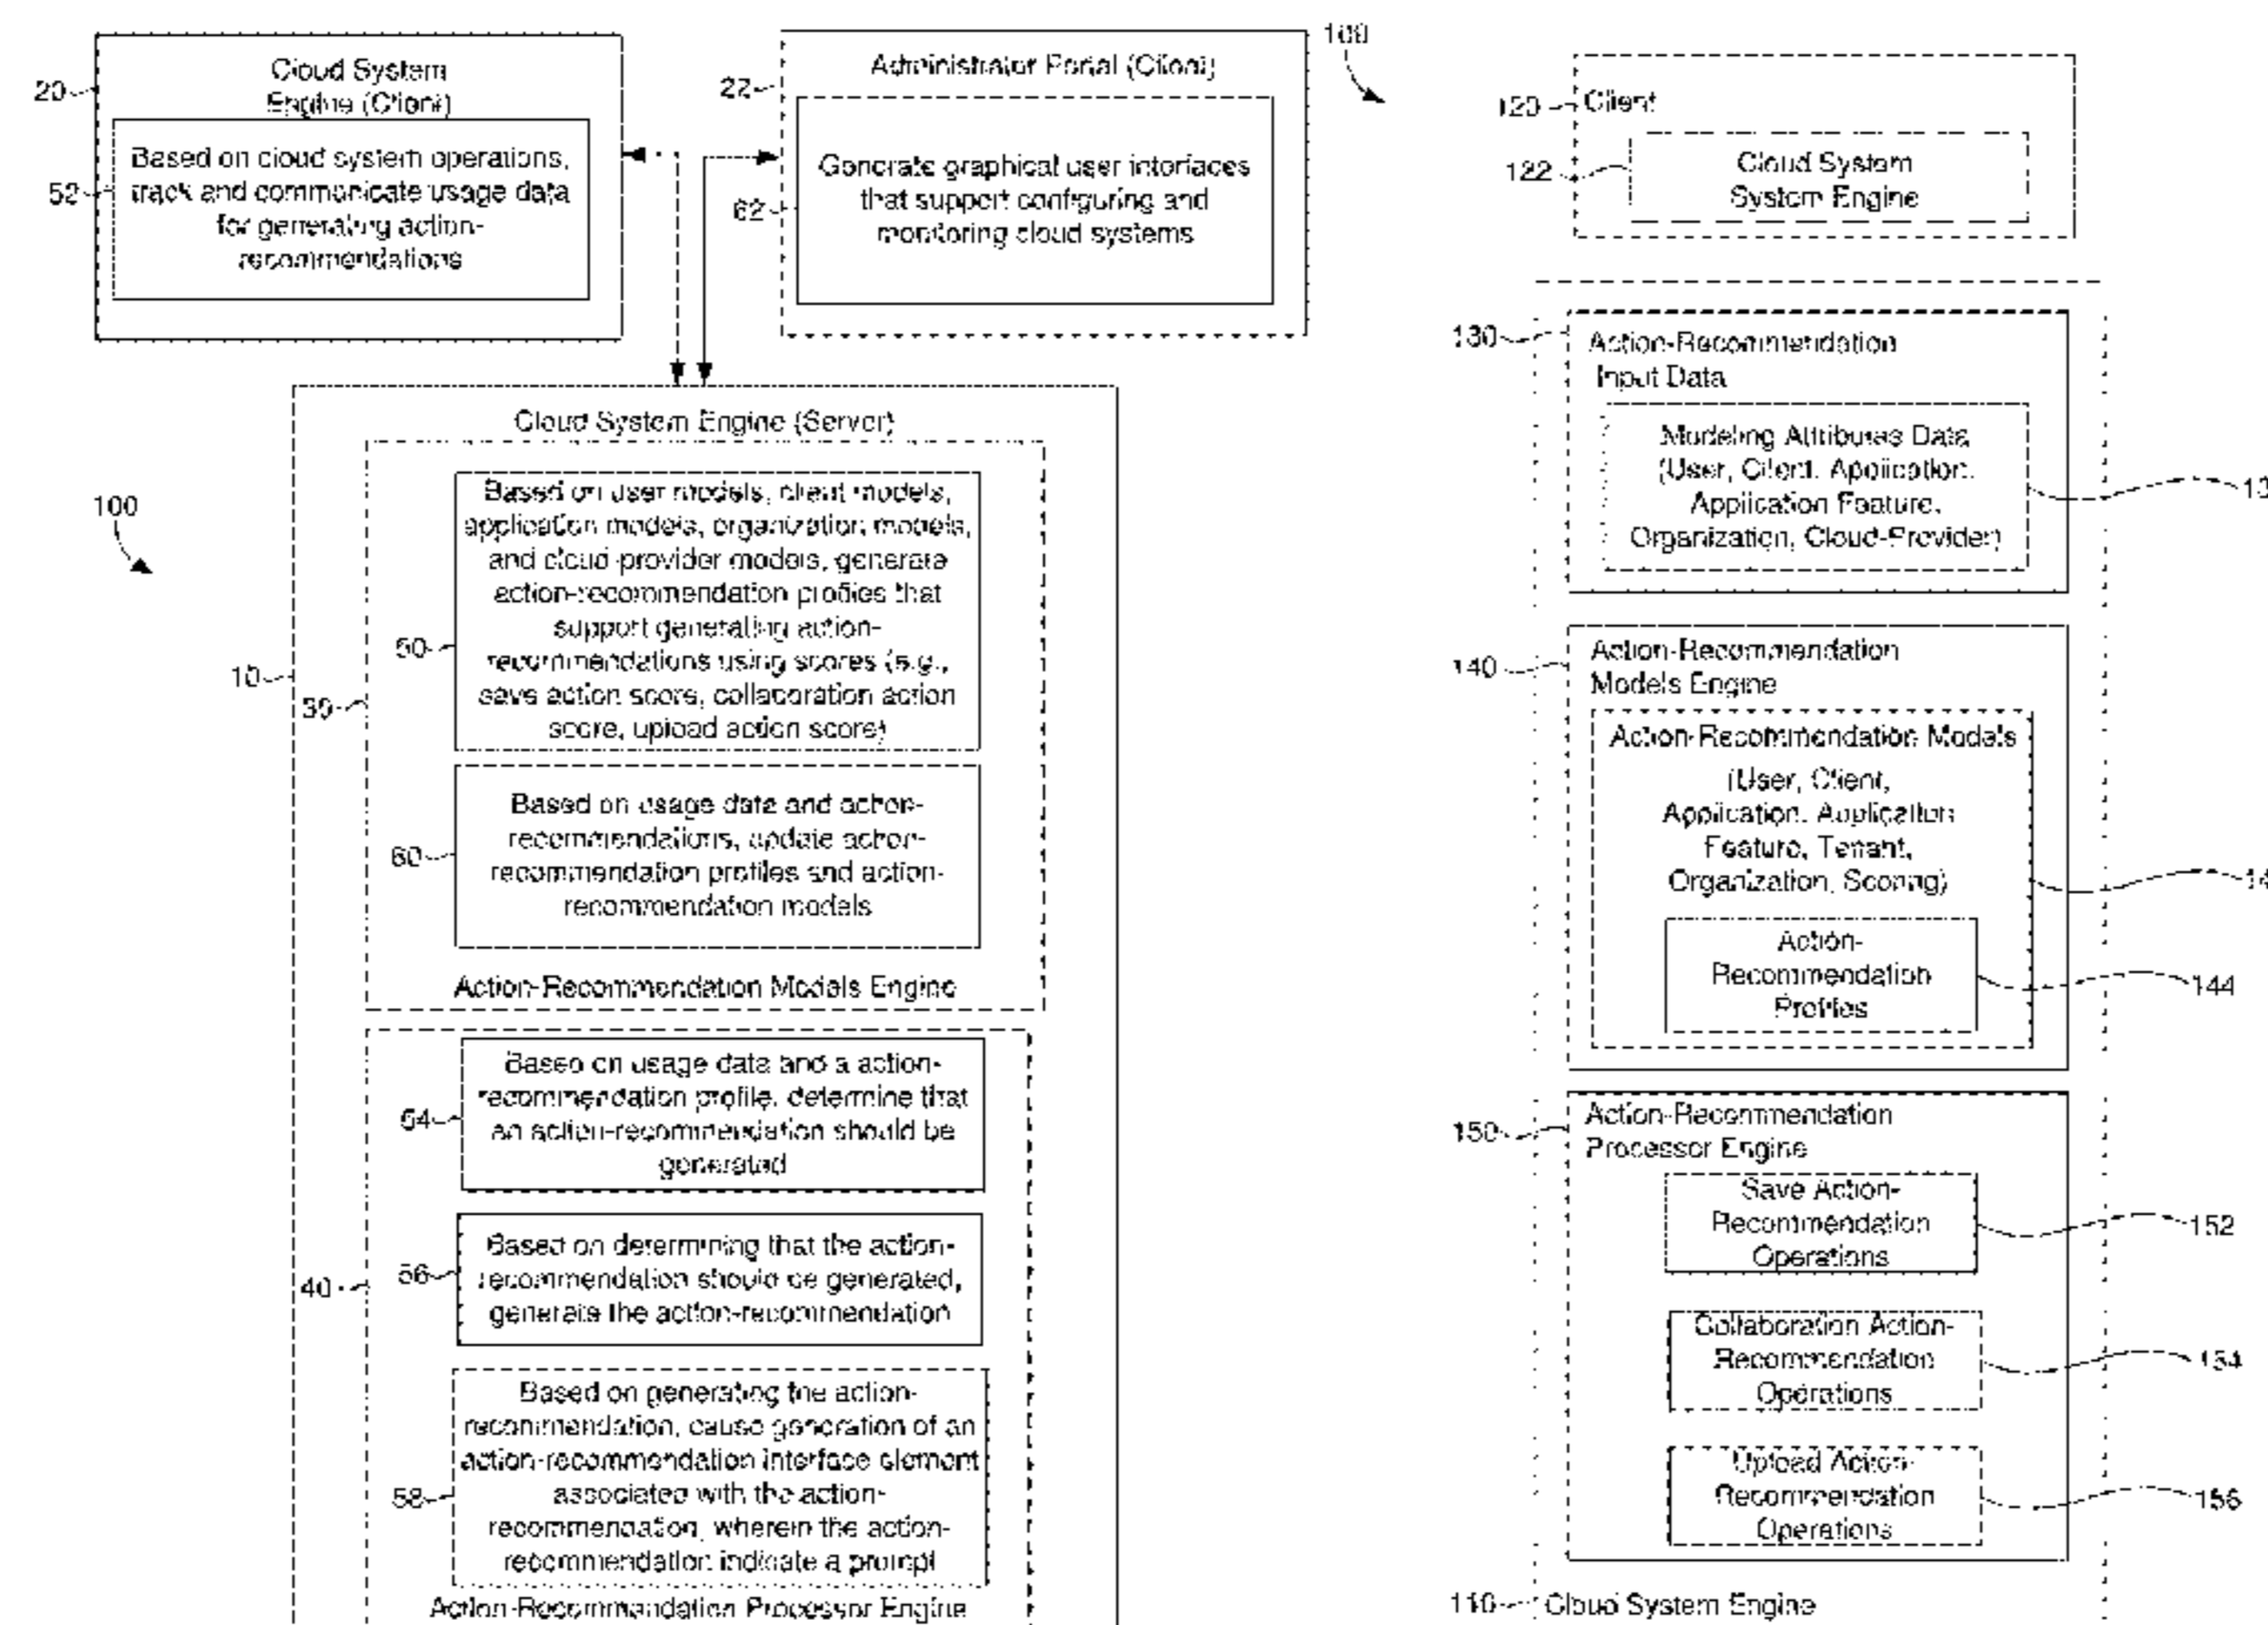 Cloud System
Engine (Client)
20
Based on cloud system operations,
track and communicate usage data
for generating action-
recommendations
52
Administrator Portal (Client)
22
Generate graphical user interfaces
that support configuring and
monitoring cloud systems
62
100
Cloud System Engine (Server)
Based on user models, client models,
application models, organization models,
and cloud-provider models, generate
action-recommendation profiles that
support generating action-
recommendations using scores (e.g.,
save action score, collaboration action
score, upload action score)
50
10
30
Based on usage data and action-
recommendations, update action-
recommendation profiles and action-
recommendation models
60
Action-Recommendation Models Engine
Based on usage data and a action-
recommendation profile, determine that
an action-recommendation should be
generated
54
Based on determining that the action-
recommendation should be generated,
generate the action-recommendation
56
40
Based on generating the action-
recommendation, cause generation of an
action-recommendation interface element
associated with the action-
recommendation, wherein the action-
recommendation indicate a prompt
58
Action-Recommendation Processor Engine
100
120
Client
122
Cloud System
System Engine
130
Action-Recommendation
Input Data
Modeling Attributes Data
(User, Client, Application,
Application Feature,
Organization, Cloud-Provider)
140
Action-Recommendation
Models Engine
Action-Recommendation Models
(User, Client,
Application, Application
Feature, Tenant,
Organization, Scoring)
Action-
Recommendation
Profiles
144
150
Action-Recommendation
Processor Engine
Save Action-
Recommendation
Operations
152
Collaboration Action-
Recommendation
Operations
154
Upload Action-
Recommendation
Operations
156
110
Cloud System Engine